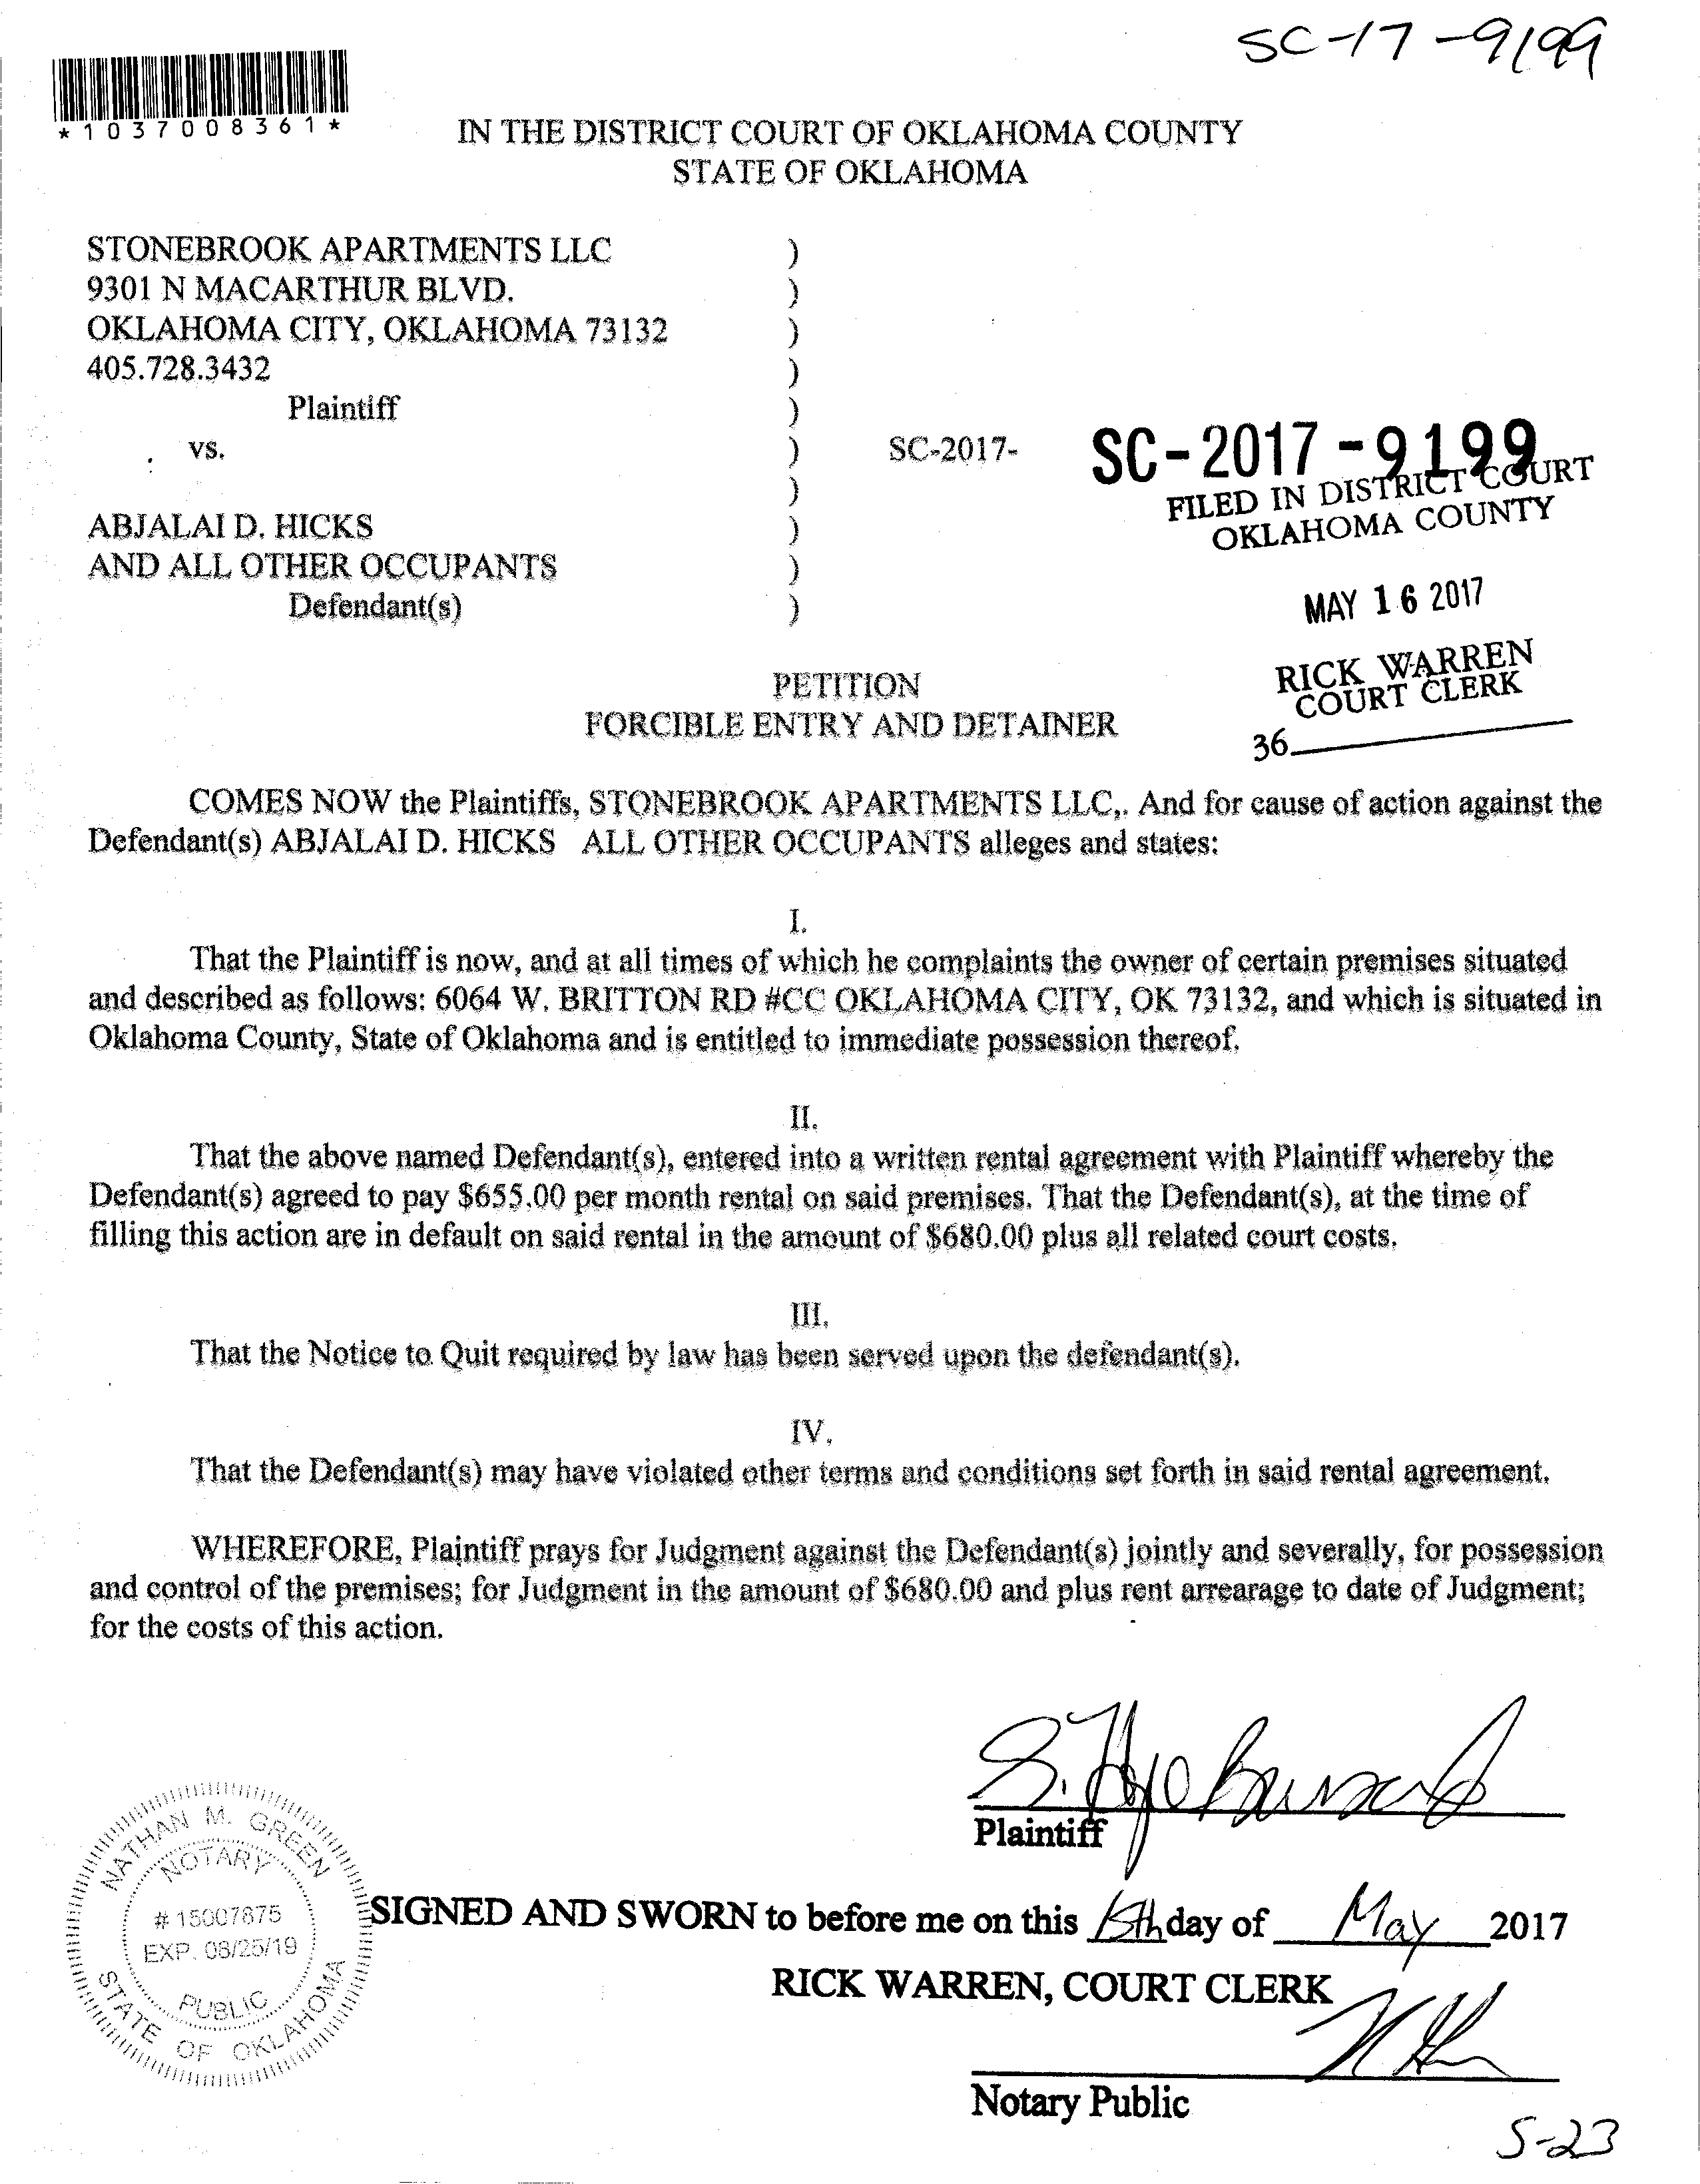 SC-17-9199
*1037008361*
IN THE DISTRICT COURT OF OKLAHOMA COUNTY
STATE OF OKLAHOMA
STONEBROOK APARTMENTS LLC )
9301 N MACARTHUR BLVD. )
OKLAHOMA CITY, OKLAHOMA 73132 )
405.728.3432 )
Plaintiff )
vs. ) SC-2017- SC-2017-9199
)
FILED IN DISTRICT COURT
OKLAHOMA COUNTY
ABJALAI D. HICKS )
AND ALL OTHER OCCUPANTS )
Defendant(s) )
MAY 16 2017
RICK WARREN
COURT CLERK
36
PETITION
FORCIBLE ENTRY AND DETAINER
COMES NOW the Plaintiffs, STONEBROOK APARTMENTS LLC,. And for cause of action against the
Defendant(s) ABJALAI D. HICKS ALL OTHER OCCUPANTS alleges and states:
I.
That the Plaintiff is now, and at all times of which he complaints the owner of certain premises situated
and described as follows: 6064 W. BRITTON RD #CC OKLAHOMA CITY, OK 73132, and which is situated in
Oklahoma County, State of Oklahoma and is entitled to immediate possession thereof.
II.
That the above named Defendant(s), entered into a written rental agreement with Plaintiff whereby the
Defendant(s) agreed to pay $655.00 per month rental on said premises. That the Defendant(s), at the time of
filling this action are in default on said rental in the amount of $680.00 plus all related court costs.
III.
That the Notice to Quit required by law has been served upon the defendant(s).
IV.
That the Defendant(s) may have violated other terms and conditions set forth in said rental agreement.
WHEREFORE, Plaintiff prays for Judgment against the Defendant(s) jointly and severally, for possession
and control of the premises; for Judgment in the amount of $680.00 and plus rent arrearage to date of Judgment;
for the costs of this action.
Plaintiff
NATHAN M. GREEN
NOTARY
# 15007875
EXP. 08/25/19
PUBLIC
STATE OF OKLAHOMA
SIGNED AND SWORN to before me on this 15th day of May 2017
RICK WARREN, COURT CLERK
Notary Public
5-23